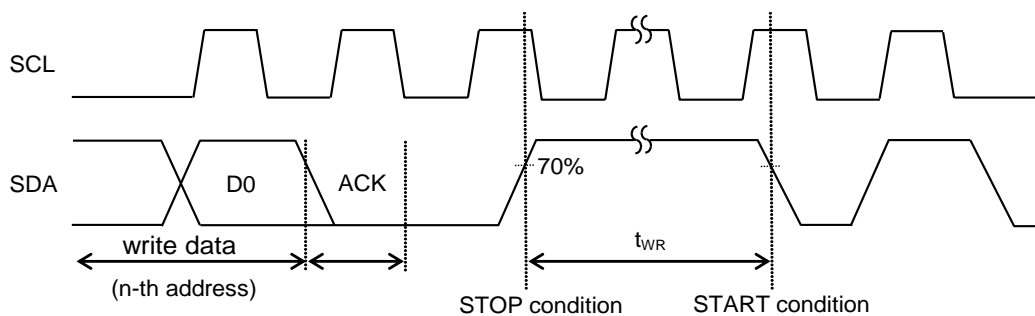 SCL
SDA
D0
ACK
70%
write data
(n-th address)
tWR
STOP condition
START condition